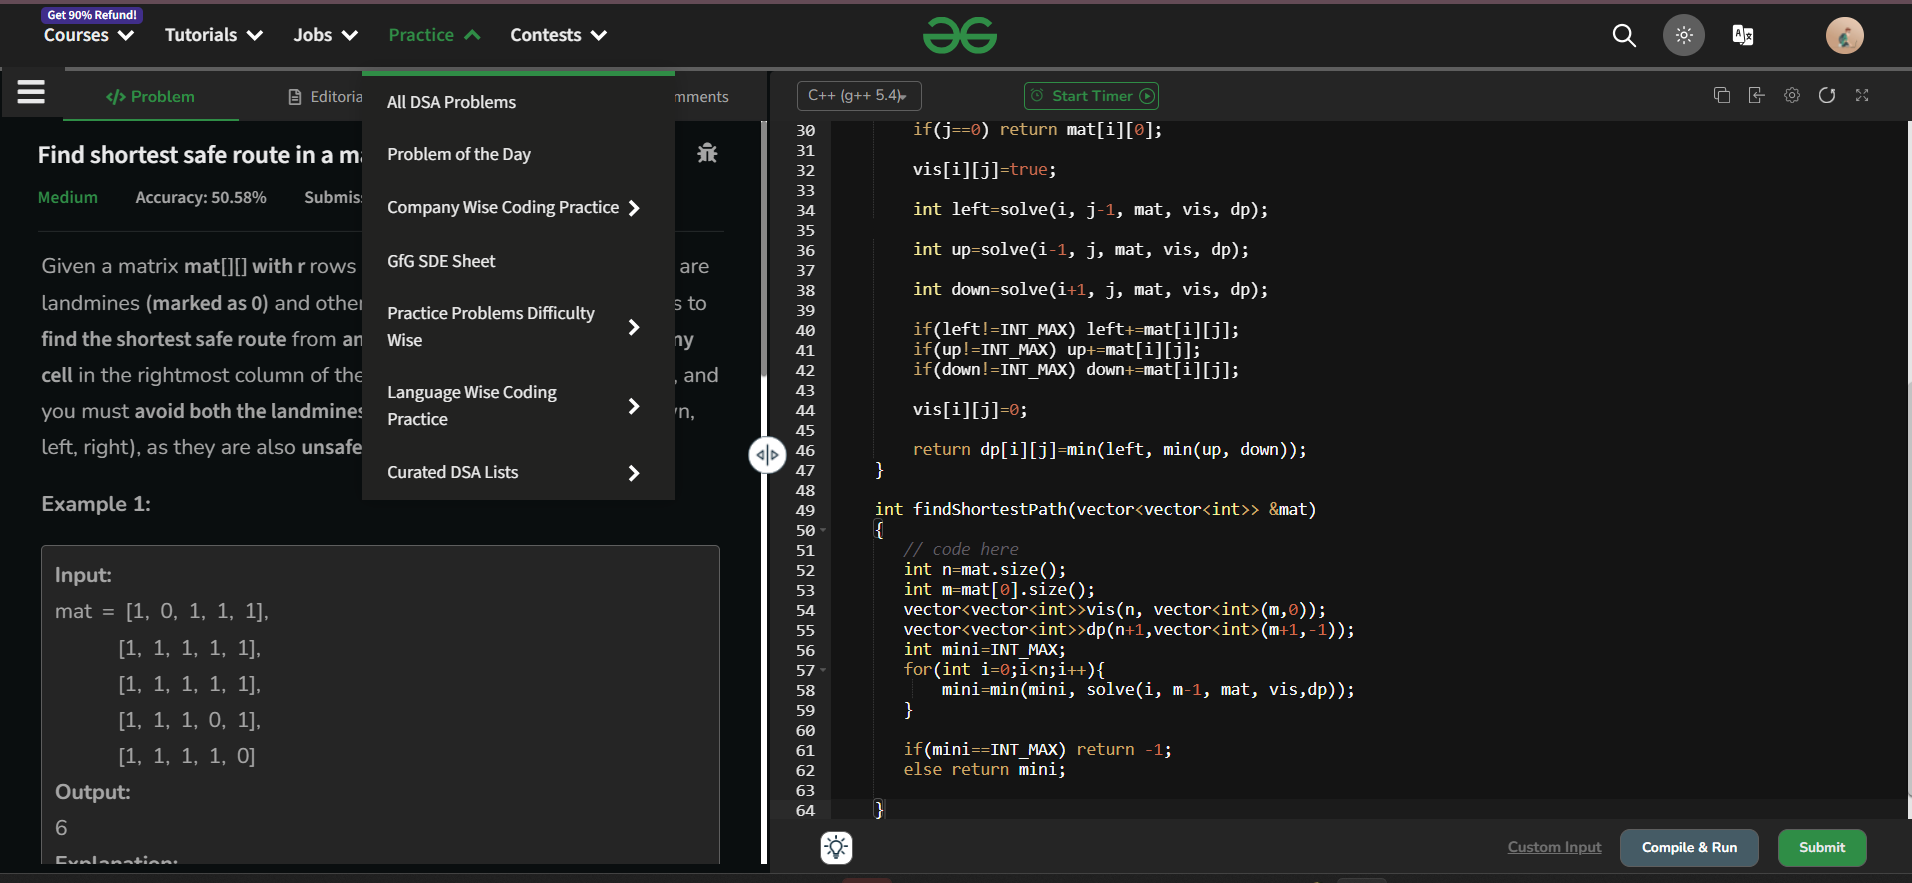 Get 90% Refund!
Courses
Tutorials
Jobs
Practice
Contests
</> Problem
Editoria
mments
All DSA Problems
Problem of the Day
Company Wise Coding Practice
GfG SDE Sheet
Practice Problems Difficulty
Wise
Language Wise Coding
Practice
Curated DSA Lists
Find shortest safe route in a ma
Medium
Accuracy: 50.58%
Submis
Given a matrix mat[][] with r rows
are
landmines (marked as 0) and other
s to
find the shortest safe route from an
ny
cell in the rightmost column of the
, and
you must avoid both the landmines
n,
left, right), as they are also unsafe
Example 1:
Input:
mat = [1, 0, 1, 1, 1],
[1, 1, 1, 1, 1],
[1, 1, 1, 1, 1],
[1, 1, 1, 0, 1],
[1, 1, 1, 1, 0]
Output:
6
Explanation:
C++ (g++ 5.4)
Start Timer
30 if(j==0) return mat[i][0];
31
32 vis[i][j]=true;
33
34 int left=solve(i, j-1, mat, vis, dp);
35
36 int up=solve(i-1, j, mat, vis, dp);
37
38 int down=solve(i+1, j, mat, vis, dp);
39
40 if(left!=INT_MAX) left+=mat[i][j];
41 if(up!=INT_MAX) up+=mat[i][j];
42 if(down!=INT_MAX) down+=mat[i][j];
43
44 vis[i][j]=0;
45
46 return dp[i][j]=min(left, min(up, down));
47 }
48
49 int findShortestPath(vector<vector<int>> &mat)
50 {
51 // code here
52 int n=mat.size();
53 int m=mat[0].size();
54 vector<vector<int>>vis(n, vector<int>(m,0));
55 vector<vector<int>>dp(n+1,vector<int>(m+1,-1));
56 int mini=INT_MAX;
57 for(int i=0;i<n;i++){
58 mini=min(mini, solve(i, m-1, mat, vis,dp));
59 }
60
61 if(mini==INT_MAX) return -1;
62 else return mini;
63
64 }
Custom Input
Compile & Run
Submit